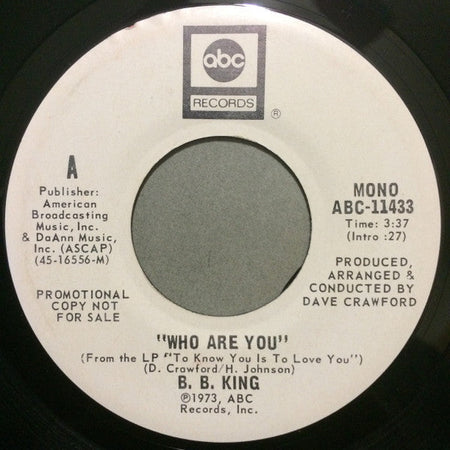 abc
RECORDS
®
A
Publisher:
American
Broadcasting
Music, Inc.
& DaAnn Music,
Inc. (ASCAP)
(45-16556-M)
PROMOTIONAL
COPY NOT
FOR SALE
MONO
ABC-11433
Time: 3:37
(Intro :27)
PRODUCED,
ARRANGED &
CONDUCTED BY
DAVE CRAWFORD
"WHO ARE YOU"
(From the LP "To Know You Is To Love You")
(D. Crawford/H. Johnson)
B. B. KING
℗1973, ABC
Records, Inc.